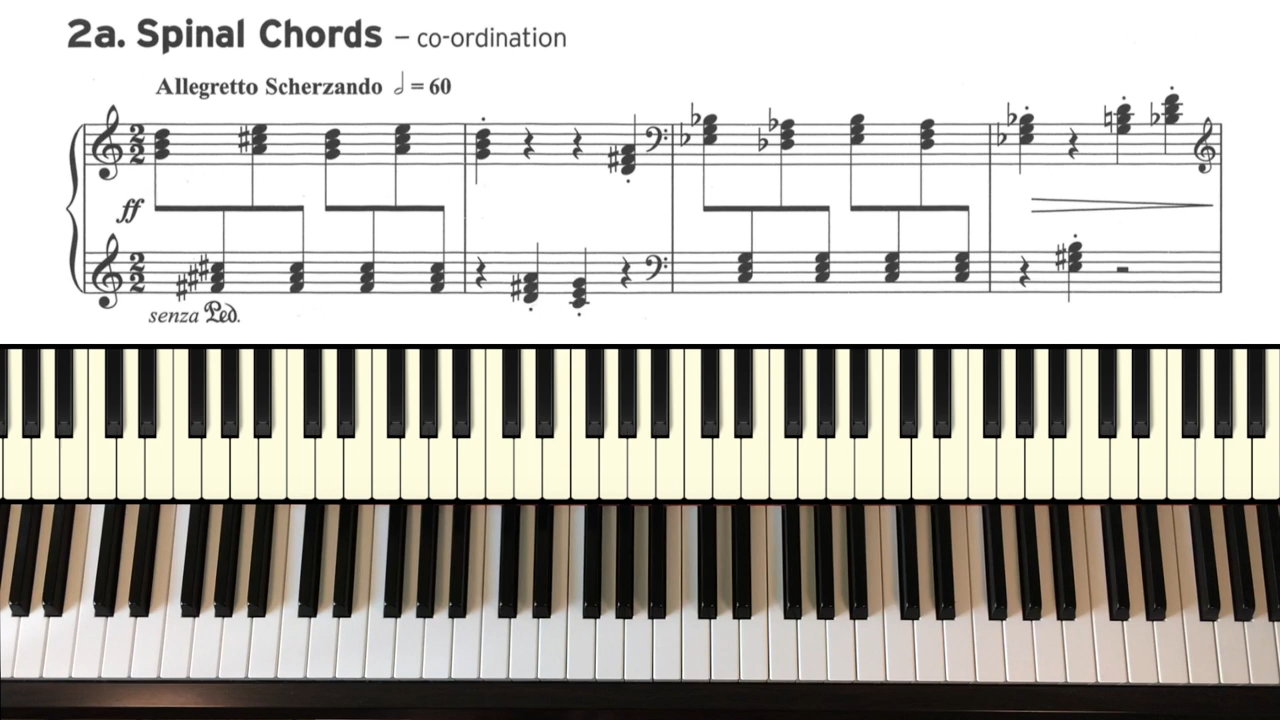 2a. Spinal Chords – co-ordination
Allegretto Scherzando 𝅗𝅥 = 60
ff
senza Ped.